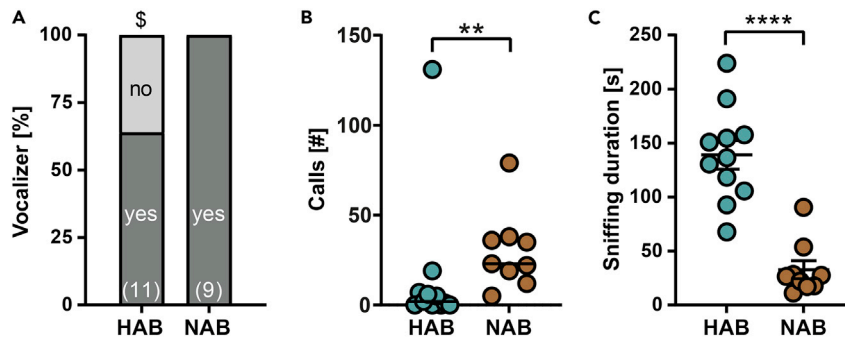 A
$
100
75
50
25
0
Vocalizer [%]
no
yes
(11)
yes
(9)
HAB
NAB
B
**
150
100
50
0
Calls [#]
HAB
NAB
C
****
250
200
150
100
50
0
Sniffing duration [s]
HAB
NAB